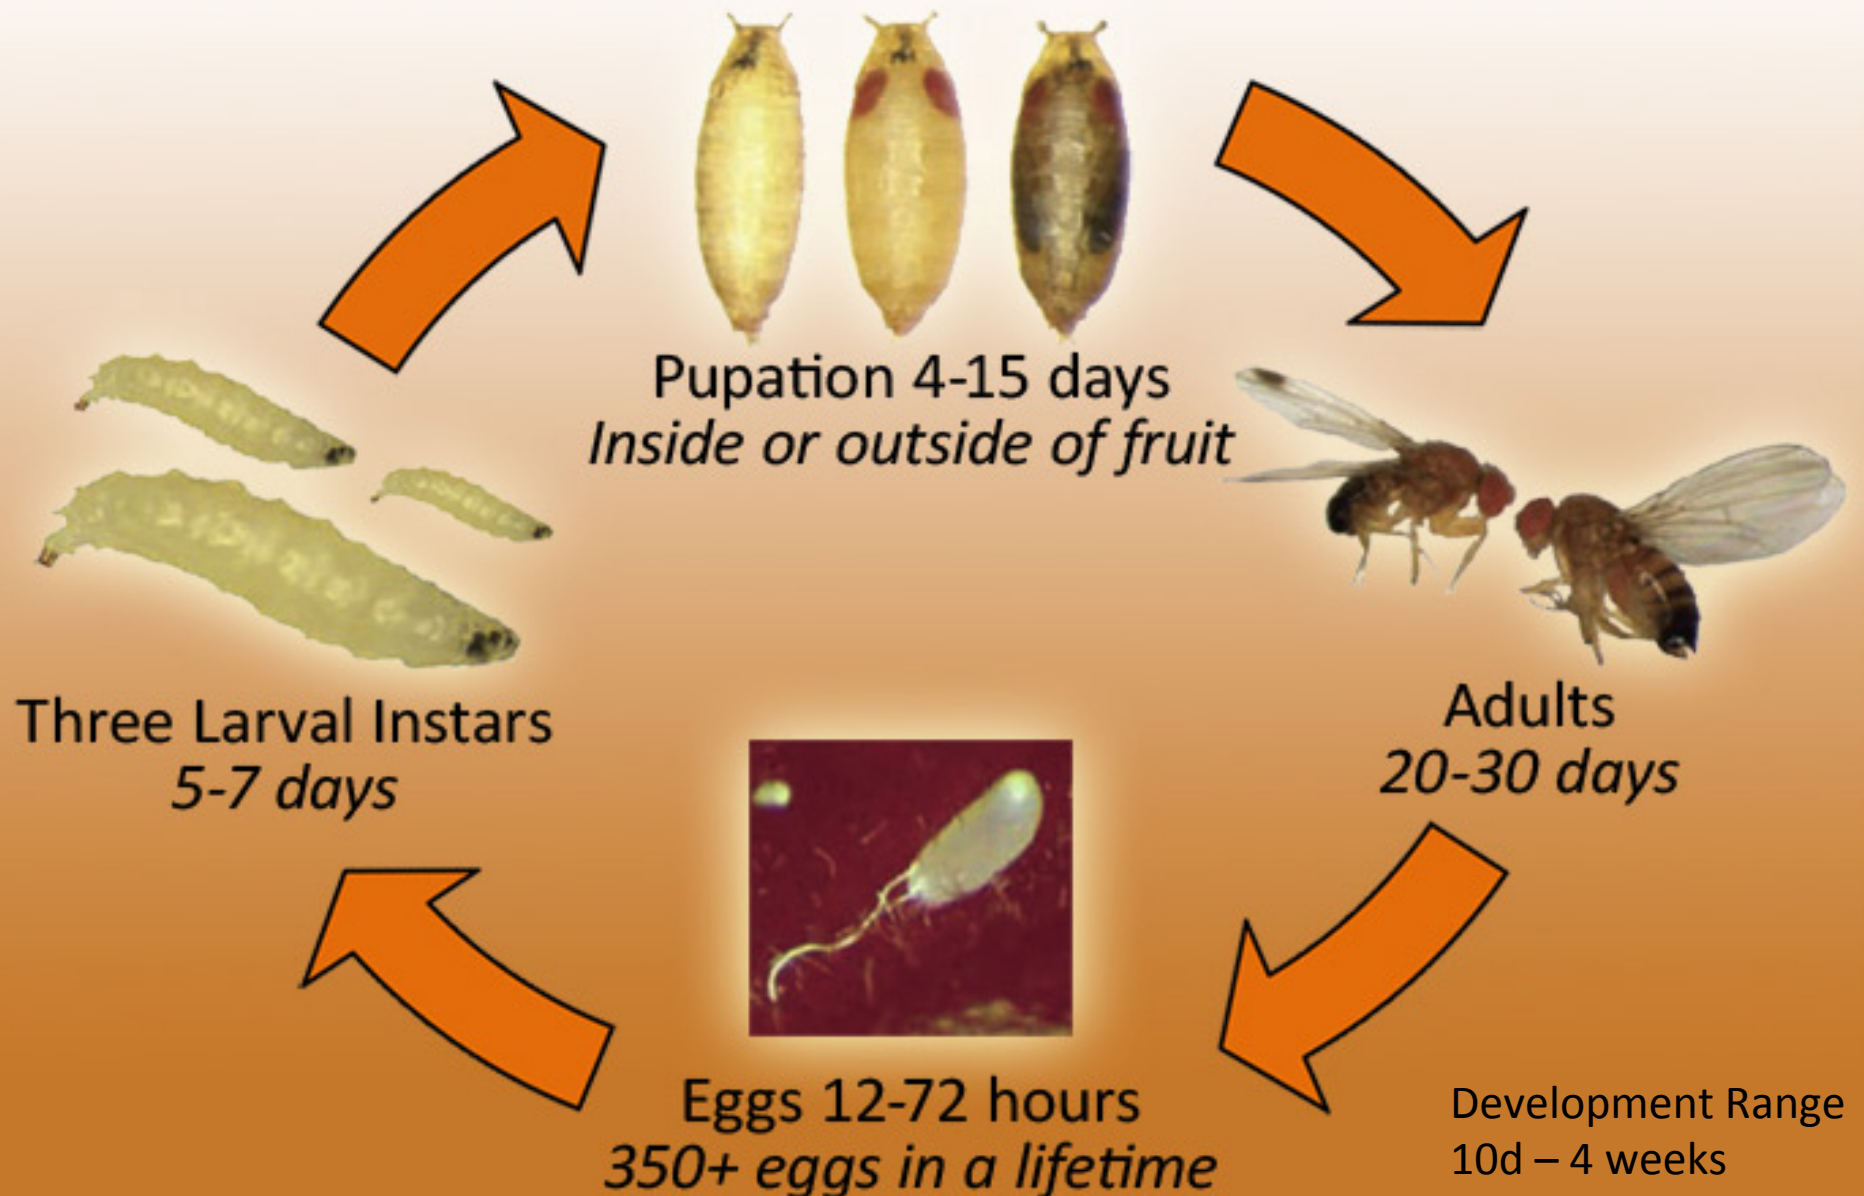 Pupation 4-15 days
Inside or outside of fruit
Three Larval Instars
5-7 days
Adults
20-30 days
Eggs 12-72 hours
350+ eggs in a lifetime
Development Range
10d – 4 weeks